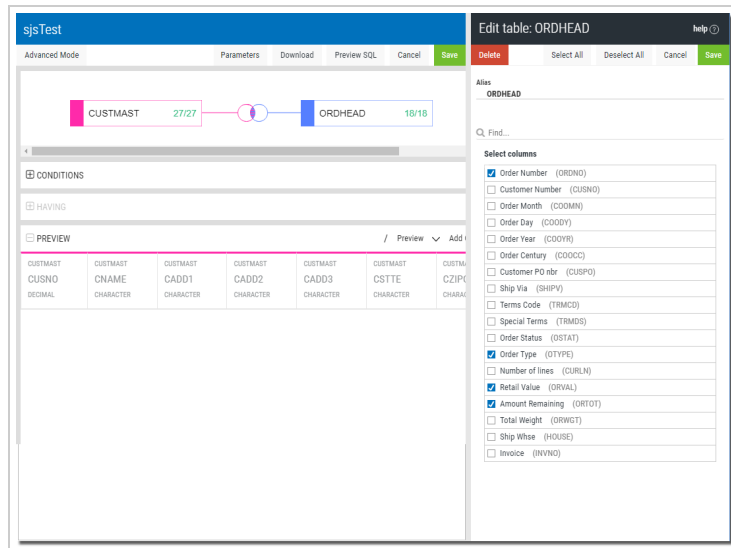 sjsTest
Advanced Mode Parameters Download Preview SQL Cancel Save
CUSTMAST 27/27 ORDHEAD 18/18
CONDITIONS
HAVING
PREVIEW / Preview Add
CUSTMAST CUSTMAST CUSTMAST CUSTMAST CUSTMAST CUSTMAST
CUSNO CNAME CADD1 CADD2 CADD3 CSTTE
DECIMAL CHARACTER CHARACTER CHARACTER CHARACTER CHARACTER
Edit table: ORDHEAD help ?
Delete Select All Deselect All Cancel Save
Alias
ORDHEAD
Find...
Select columns
Order Number (ORDNO)
Customer Number (CUSNO)
Order Month (COOMN)
Order Day (COODY)
Order Year (COOYR)
Order Century (COOCC)
Customer PO nbr (CUSPO)
Ship Via (SHIPV)
Terms Code (TRMCD)
Special Terms (TRMDS)
Order Status (OSTAT)
Order Type (OTYPE)
Number of lines (CURLN)
Retail Value (ORVAL)
Amount Remaining (ORTOT)
Total Weight (ORWGT)
Ship Whse (HOUSE)
Invoice (INVNO)